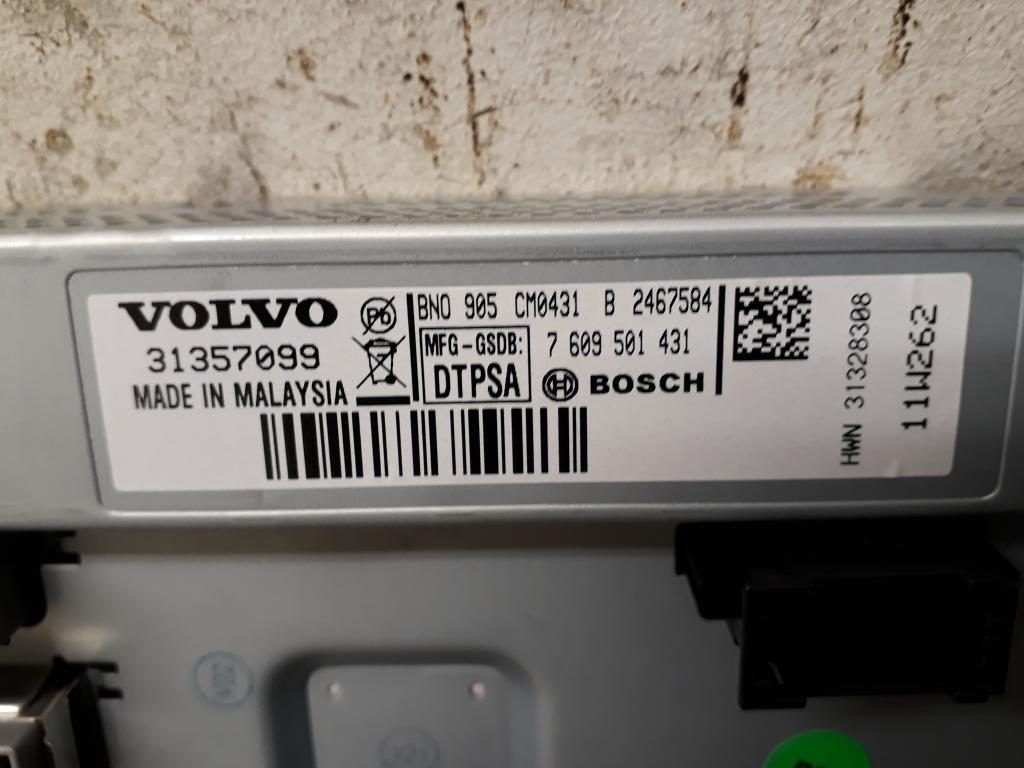 VOLVO
31357099
MADE IN MALAYSIA
Pb
BNO 905 CM0431 B 2467584
MFG-GSDB: 7 609 501 431
DTPSA BOSCH
HWN 31328308
11W262